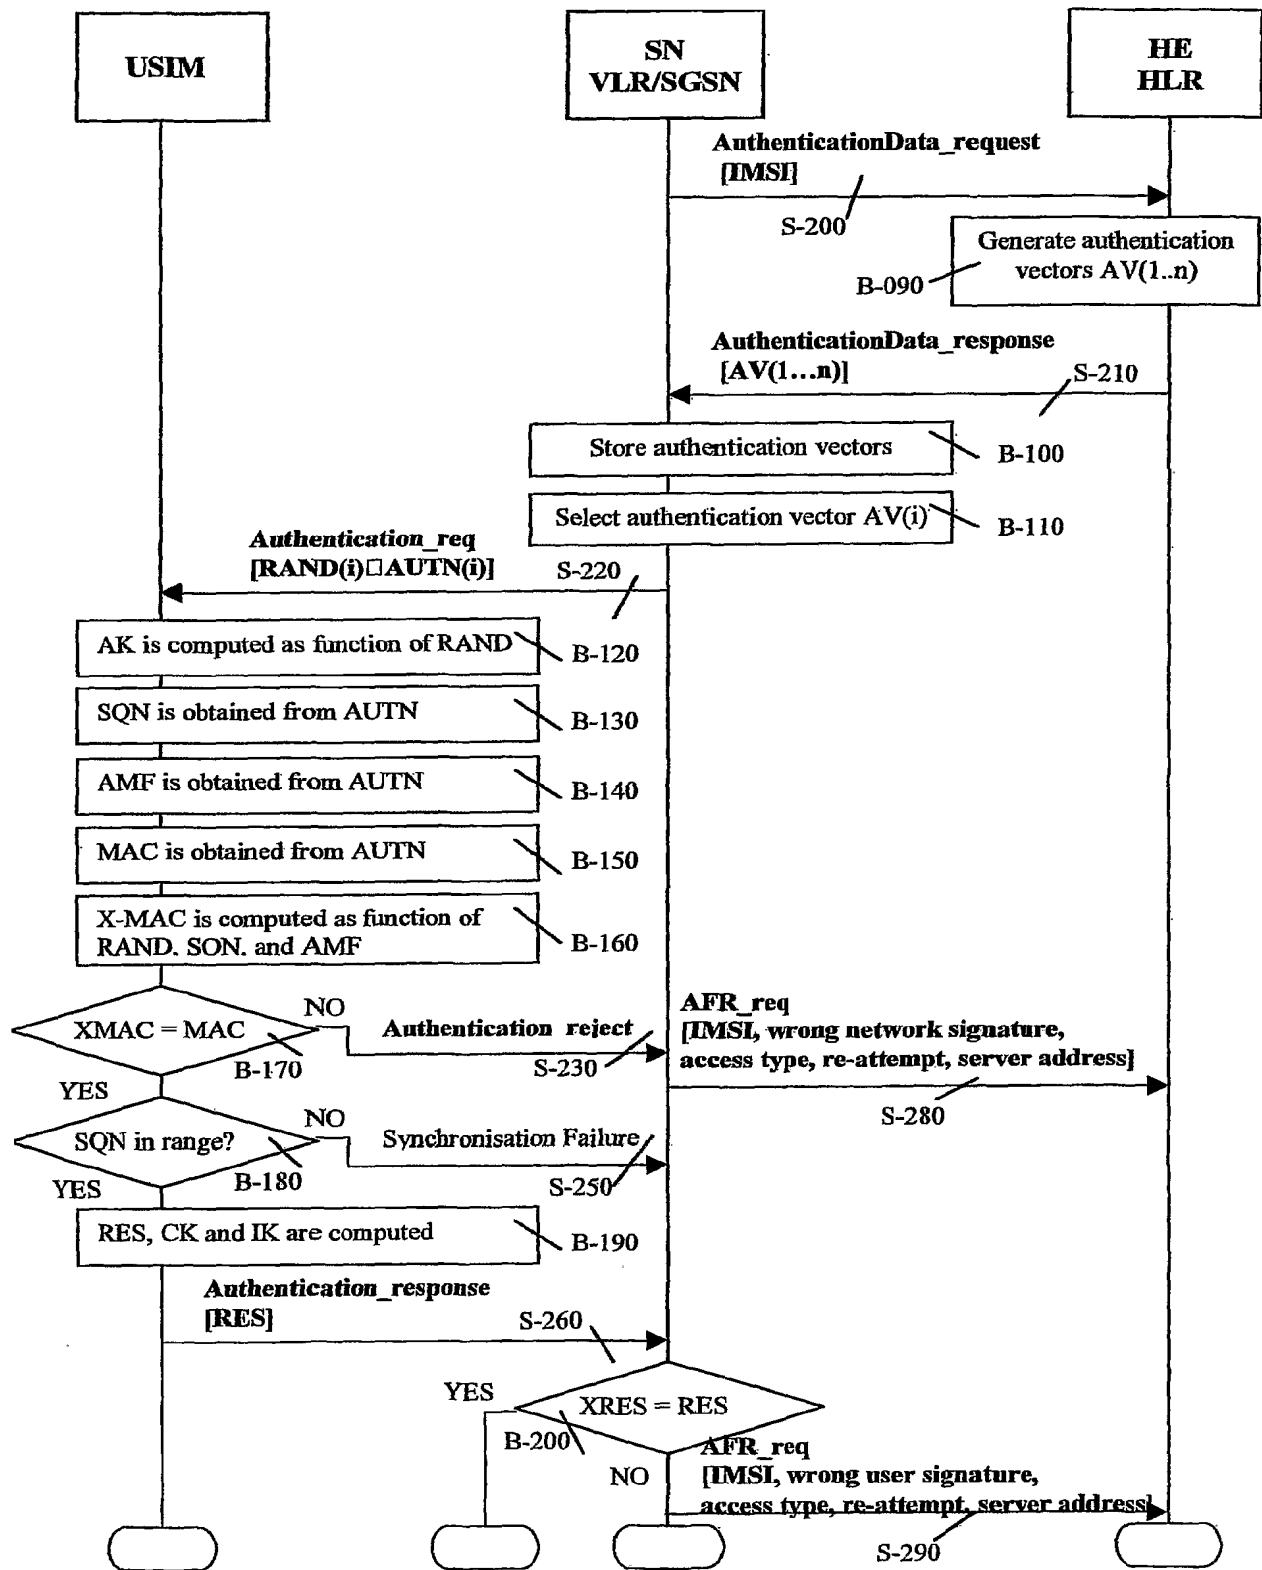 USIM
SN
VLR/SGSN
HE
HLR
AuthenticationData_request
[IMSI]
S-200
Generate authentication
vectors AV(1..n)
B-090
AuthenticationData_response
[AV(1...n)]
S-210
Store authentication vectors
B-100
Select authentication vector AV(i)
B-110
Authentication_req
[RAND(i)□AUTN(i)]
S-220
AK is computed as function of RAND
B-120
SQN is obtained from AUTN
B-130
AMF is obtained from AUTN
B-140
MAC is obtained from AUTN
B-150
X-MAC is computed as function of
RAND. SON. and AMF
B-160
XMAC = MAC
NO
B-170
YES
Authentication reject
S-230
AFR_req
[IMSI, wrong network signature,
access type, re-attempt, server address]
S-280
SQN in range?
NO
B-180
YES
Synchronisation Failure
S-250
RES, CK and IK are computed
B-190
Authentication_response
[RES]
S-260
YES
XRES = RES
B-200
NO
AFR_req
[IMSI, wrong user signature,
access type, re-attempt, server address]
S-290